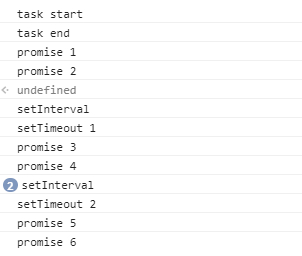 task start
task end
promise 1
promise 2
undefined
setInterval
setTimeout 1
promise 3
promise 4
2 setInterval
setTimeout 2
promise 5
promise 6